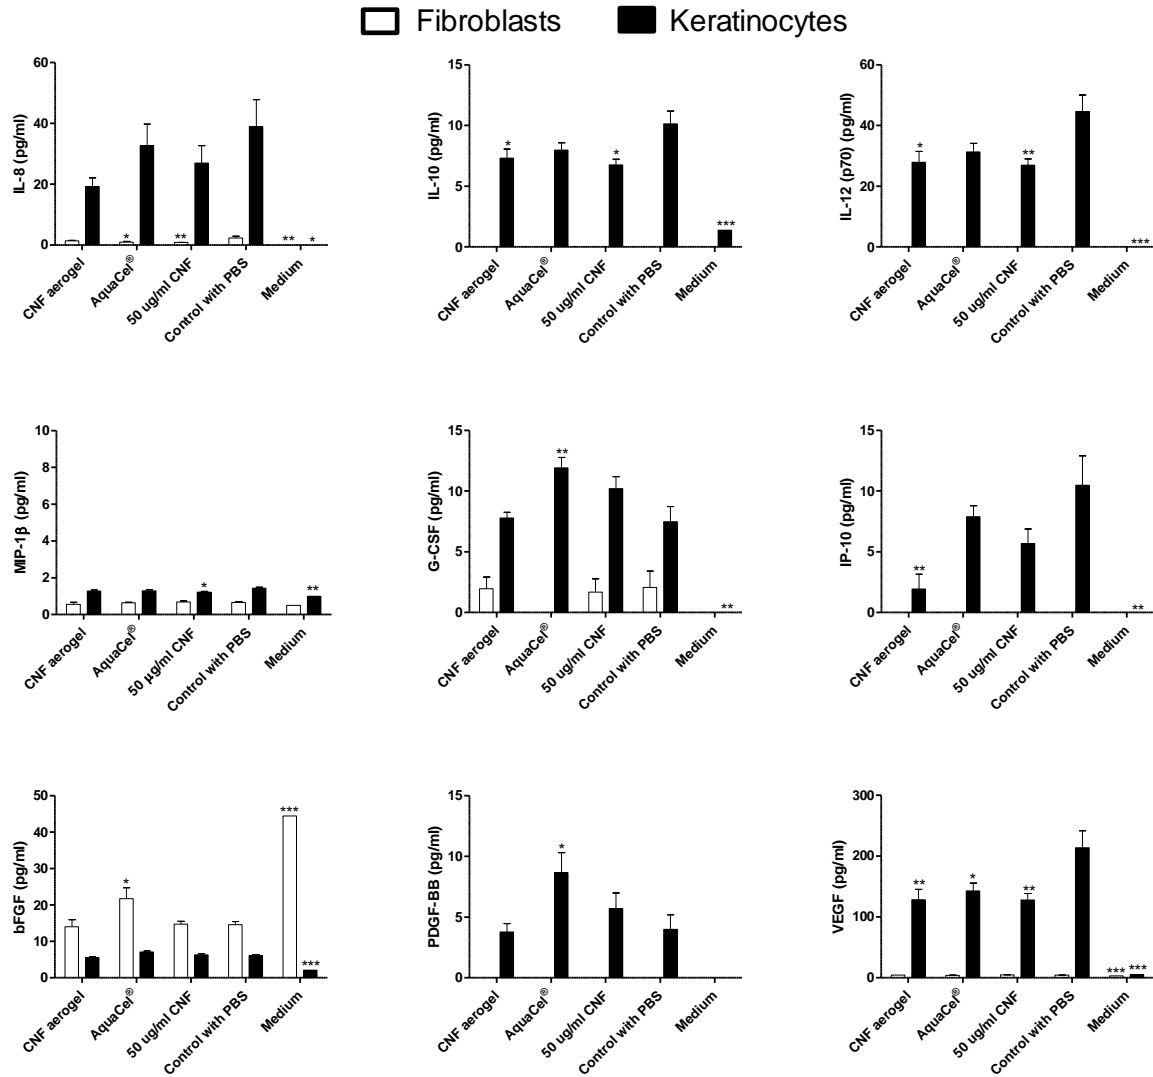 Fibroblasts Keratinocytes
IL-8 (pg/ml)
60
40
20
0
* ** ** *
CNF aerogel
AquaCel®
50 ug/ml CNF
Control with PBS
Medium
IL-10 (pg/ml)
15
10
5
0
* * ***
CNF aerogel
AquaCel®
50 ug/ml CNF
Control with PBS
Medium
IL-12 (p70) (pg/ml)
60
40
20
0
* ** ***
CNF aerogel
AquaCel®
50 ug/ml CNF
Control with PBS
Medium
MIP-1β (pg/ml)
10
8
6
4
2
0
* **
CNF aerogel
AquaCel®
50 µg/ml CNF
Control with PBS
Medium
G-CSF (pg/ml)
15
10
5
0
** **
CNF aerogel
AquaCel®
50 ug/ml CNF
Control with PBS
Medium
IP-10 (pg/ml)
15
10
5
0
** **
CNF aerogel
AquaCel®
50 ug/ml CNF
Control with PBS
Medium
bFGF (pg/ml)
50
40
30
20
10
0
* *** ***
CNF aerogel
AquaCel®
50 ug/ml CNF
Control with PBS
Medium
PDGF-BB (pg/ml)
15
10
5
0
*
CNF aerogel
AquaCel®
50 ug/ml CNF
Control with PBS
Medium
VEGF (pg/ml)
300
200
100
0
** * ** *** ***
CNF aerogel
AquaCel®
50 ug/ml CNF
Control with PBS
Medium